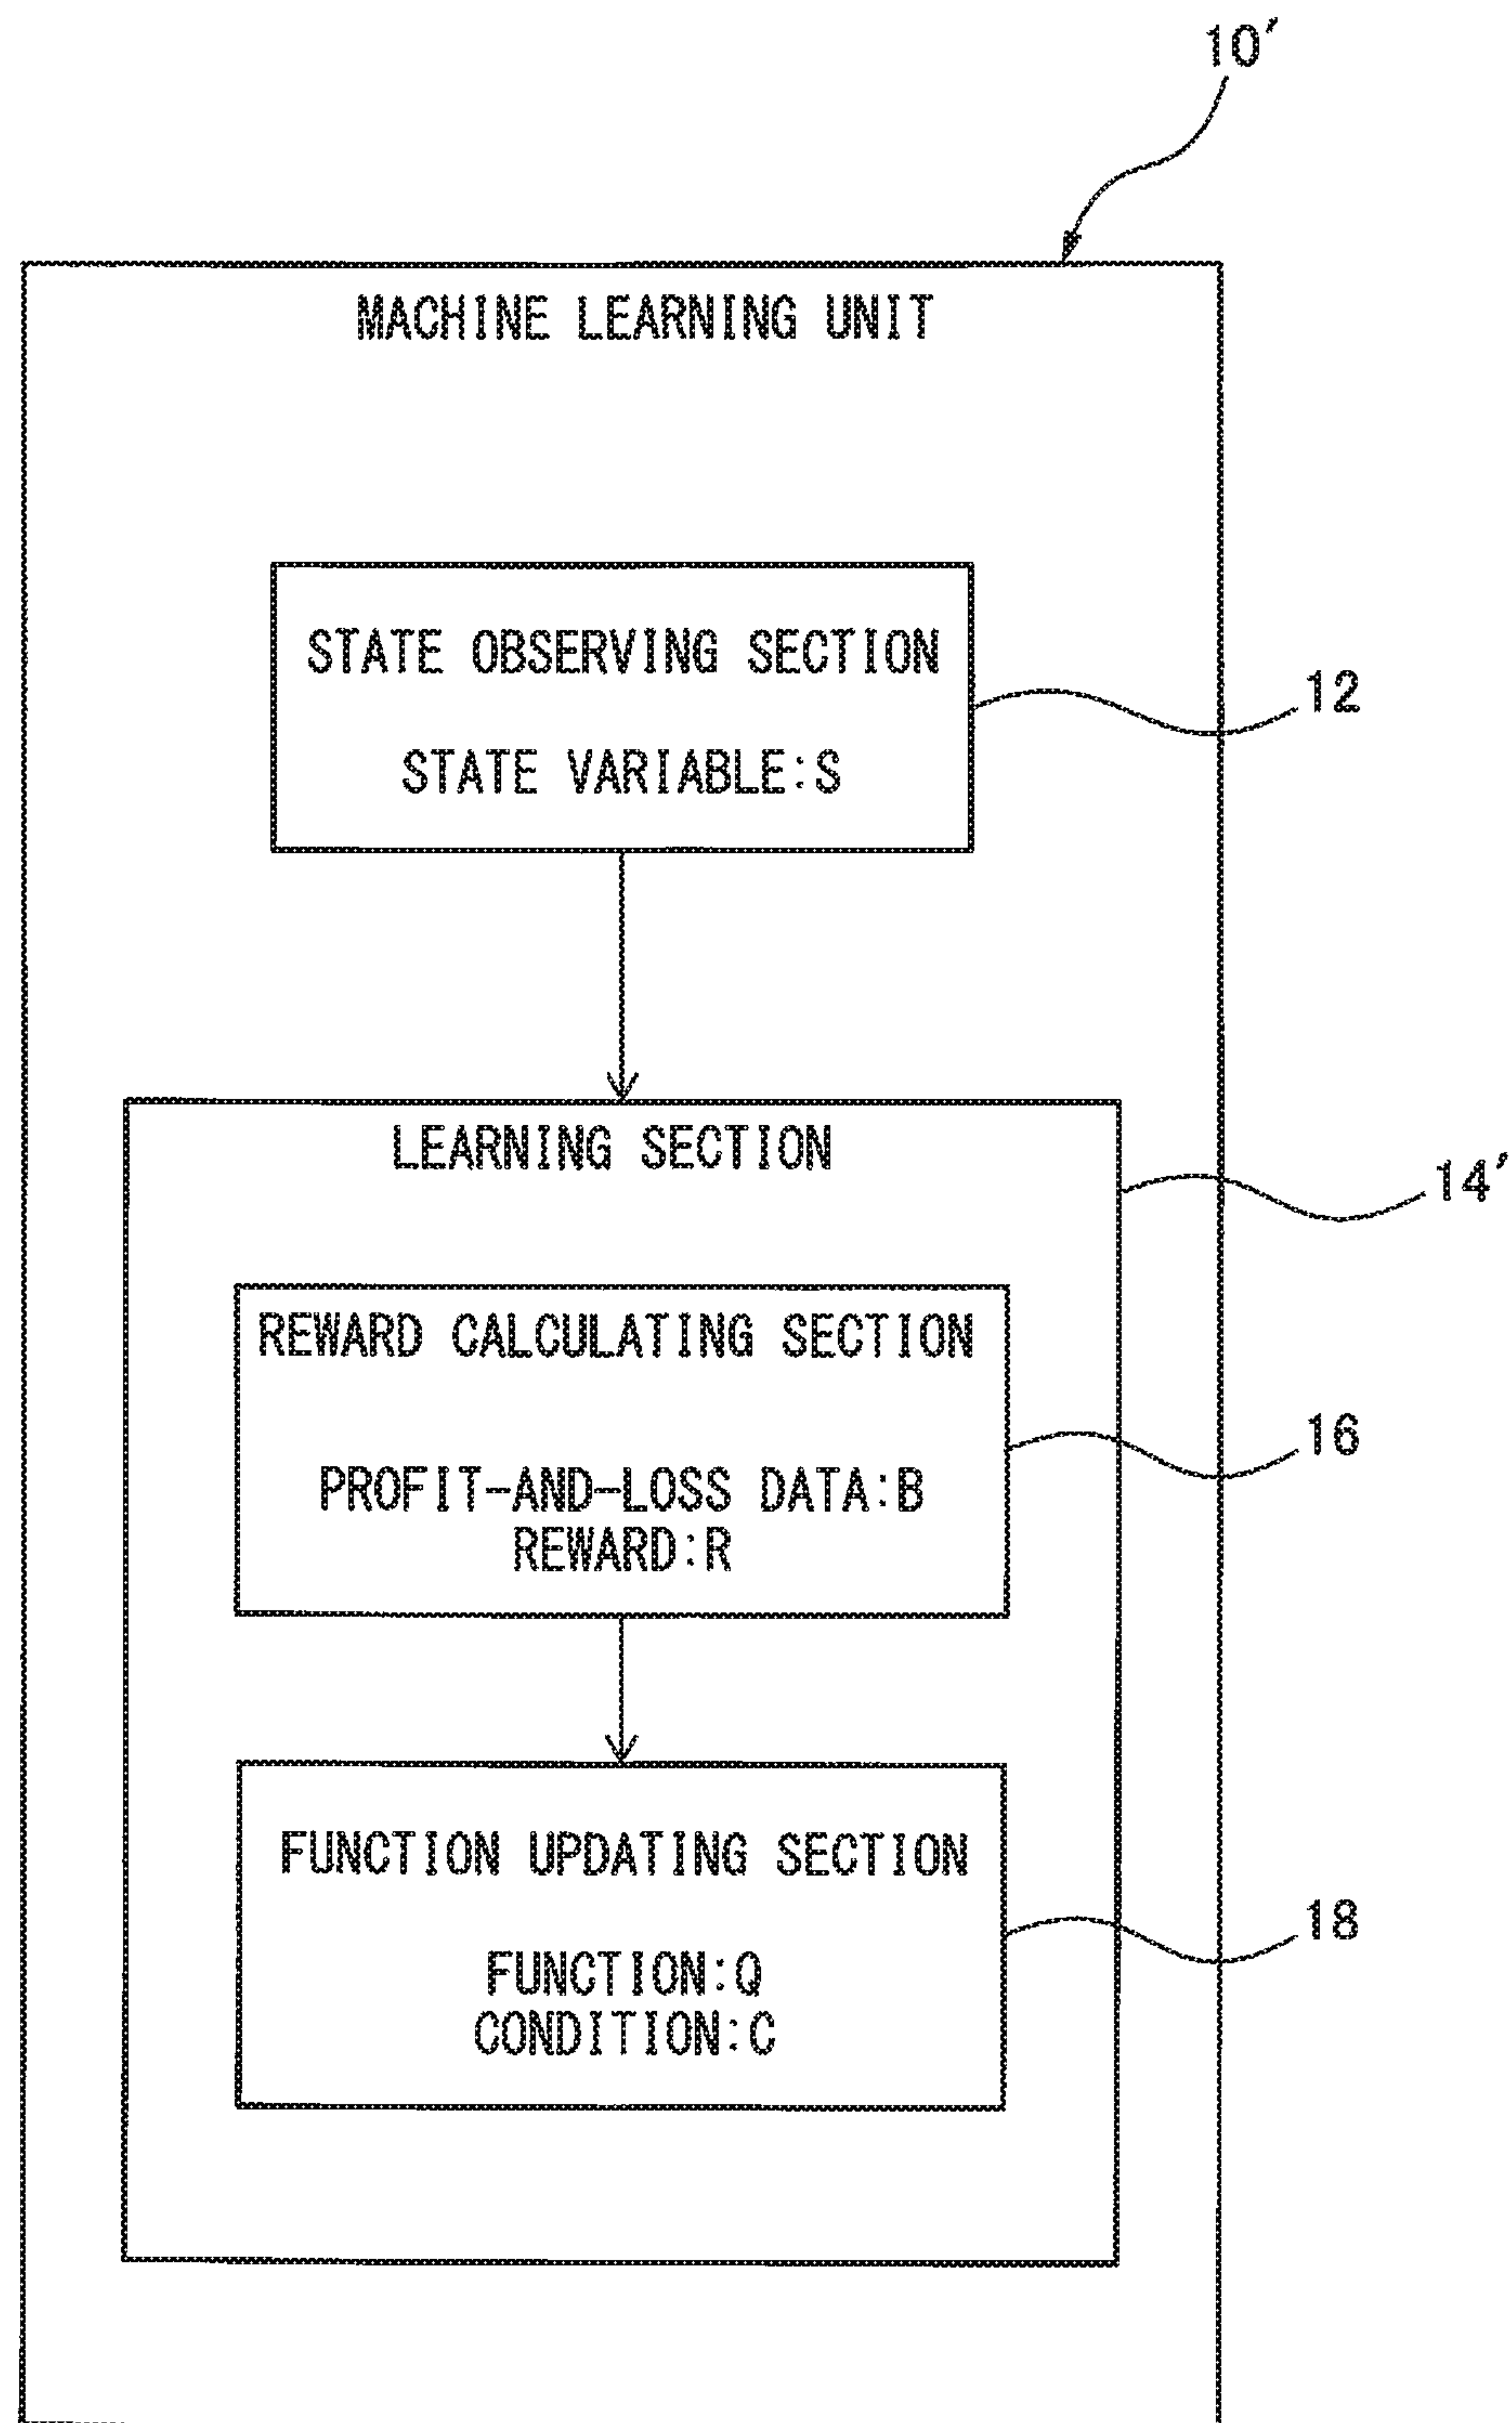 10′
MACHINE LEARNING UNIT
STATE OBSERVING SECTION
12
STATE VARIABLE:S
LEARNING SECTION
14′
REWARD CALCULATING SECTION
16
PROFIT-AND-LOSS DATA:B
REWARD:R
FUNCTION UPDATING SECTION
18
FUNCTION:Q
CONDITION:C